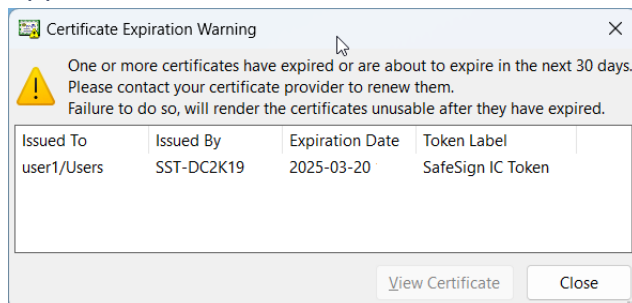 Certificate Expiration Warning
One or more certificates have expired or are about to expire in the next 30 days.
Please contact your certificate provider to renew them.
Failure to do so, will render the certificates unusable after they have expired.
Issued To Issued By Expiration Date Token Label
user1/Users SST-DC2K19 2025-03-20 SafeSign IC Token
View Certificate Close